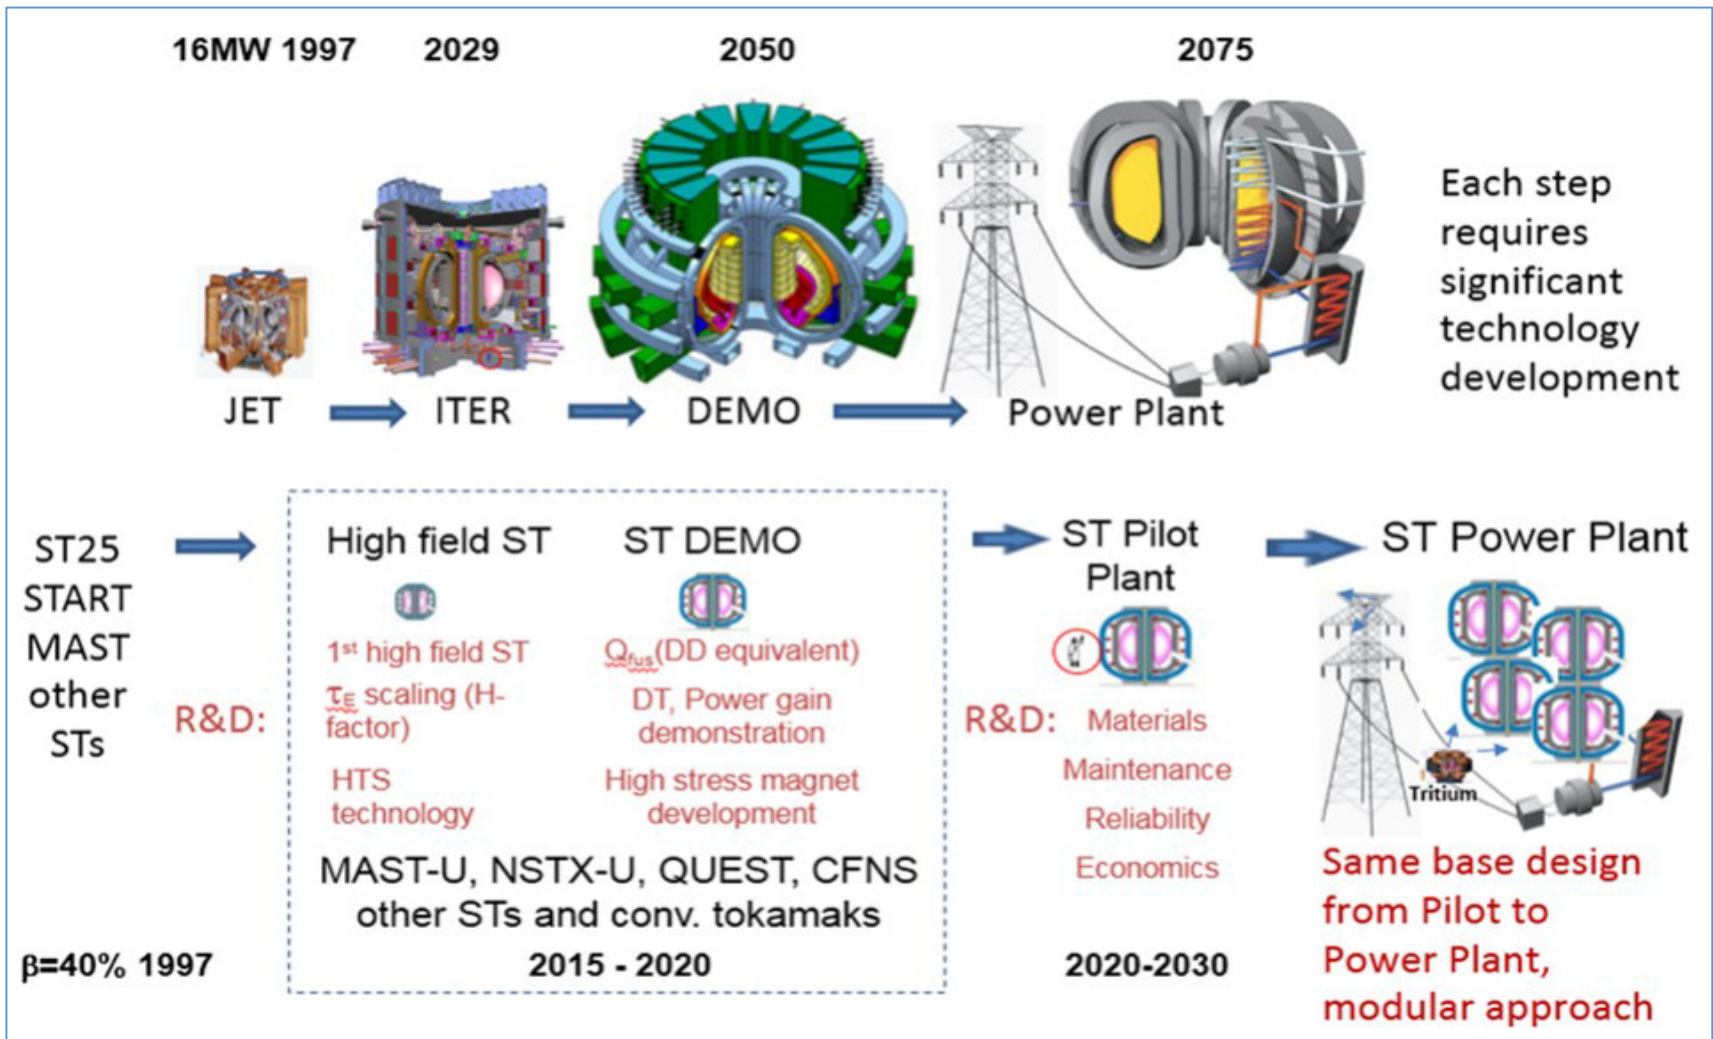 16MW 1997
2029
2050
2075
Each step
requires
significant
technology
development
JET
ITER
DEMO
Power Plant
ST25
START
MAST
other
STs
High field ST
ST DEMO
ST Pilot
Plant
ST Power Plant
R&D:
1st high field ST
τE scaling (H-
factor)
HTS
technology
Qfus(DD equivalent)
DT, Power gain
demonstration
High stress magnet
development
MAST-U, NSTX-U, QUEST, CFNS
other STs and conv. tokamaks
R&D:
Materials
Maintenance
Reliability
Economics
Tritium
Same base design
from Pilot to
Power Plant,
modular approach
β=40% 1997
2015 - 2020
2020-2030